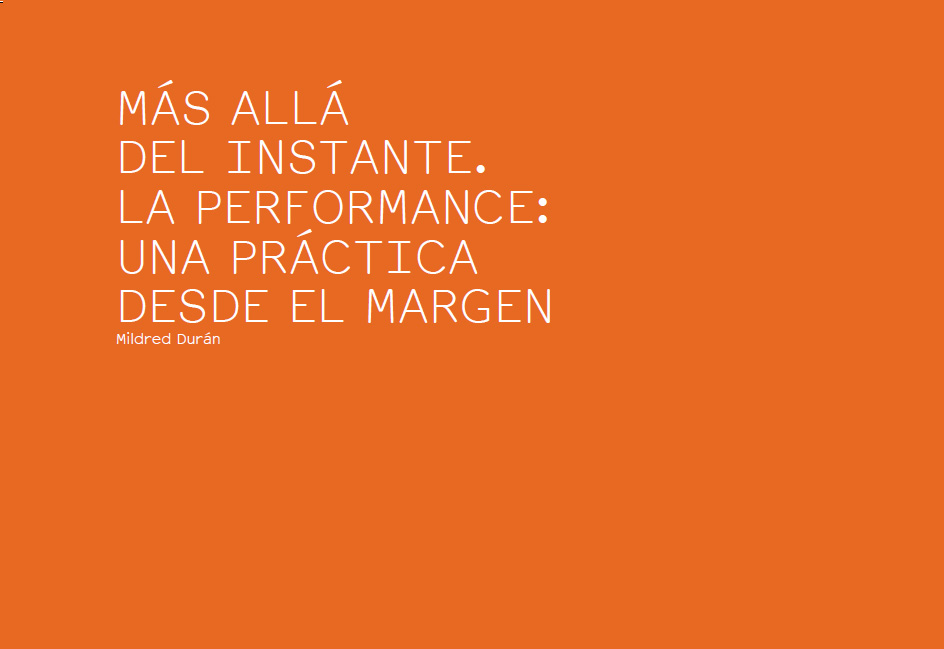 MÁS ALLÁ
DEL INSTANTE.
LA PERFORMANCE:
UNA PRÁCTICA
DESDE EL MARGEN
Mildred Durán